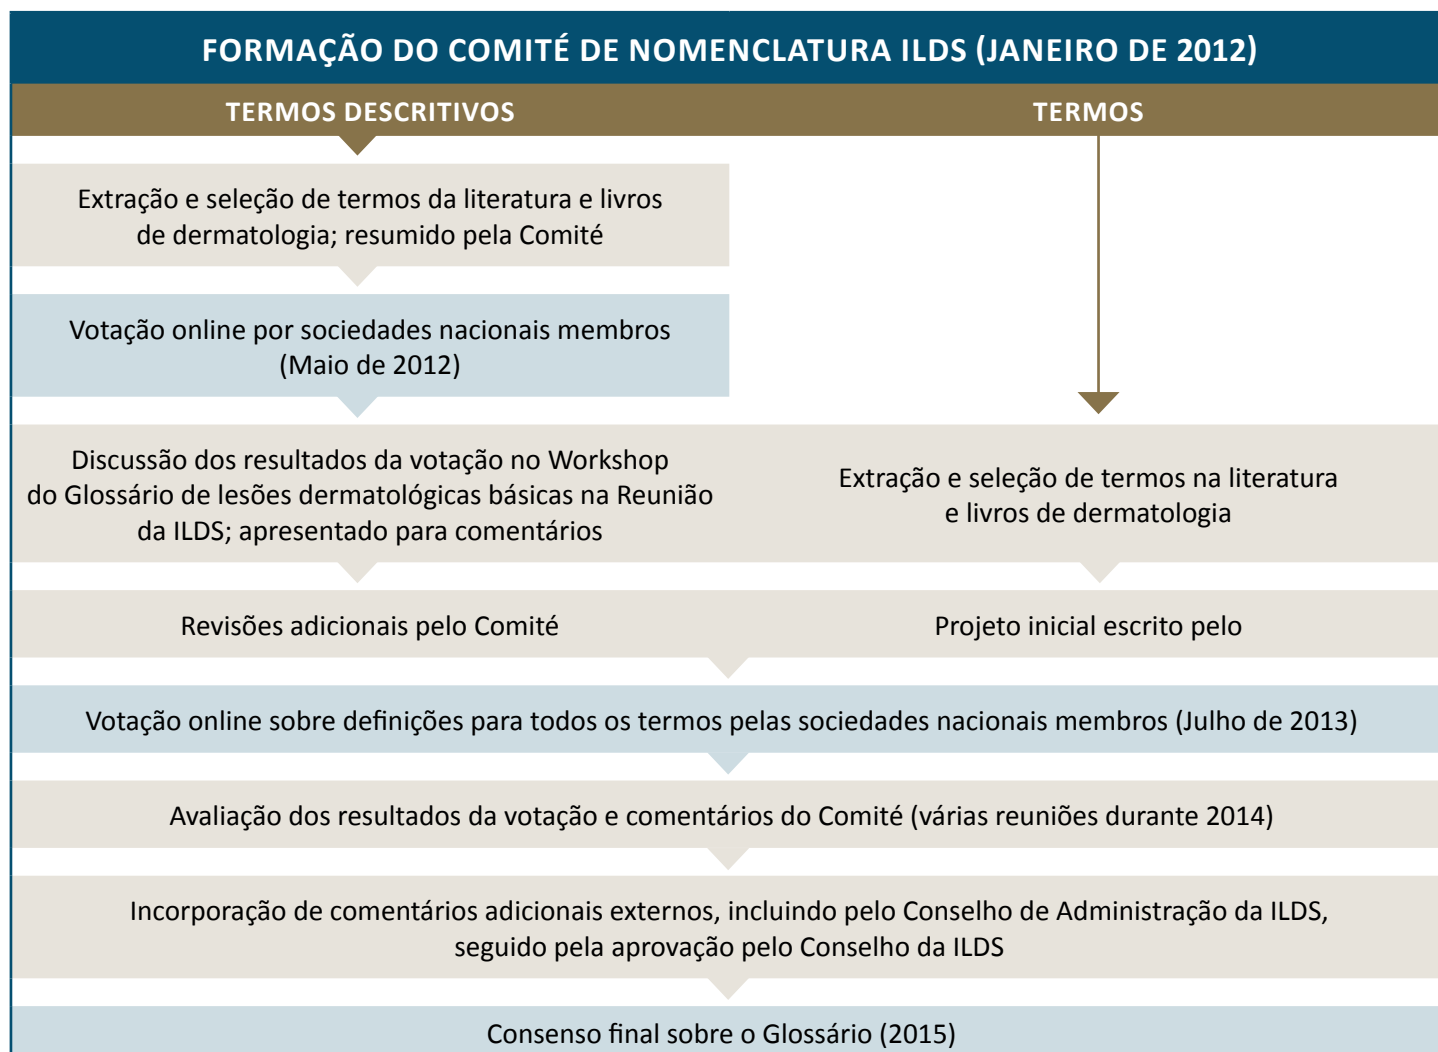 FORMAÇÃO DO COMITÉ DE NOMENCLATURA ILDS (JANEIRO DE 2012)
TERMOS DESCRITIVOS
TERMOS
Extração e seleção de termos da literatura e livros
de dermatologia; resumido pela Comité
Votação online por sociedades nacionais membros
(Maio de 2012)
Discussão dos resultados da votação no Workshop
do Glossário de lesões dermatológicas básicas na Reunião
da ILDS; apresentado para comentários
Extração e seleção de termos na literatura
e livros de dermatologia
Revisões adicionais pelo Comité
Projeto inicial escrito pelo
Votação online sobre definições para todos os termos pelas sociedades nacionais membros (Julho de 2013)
Avaliação dos resultados da votação e comentários do Comité (várias reuniões durante 2014)
Incorporação de comentários adicionais externos, incluindo pelo Conselho de Administração da ILDS,
seguido pela aprovação pelo Conselho da ILDS
Consenso final sobre o Glossário (2015)